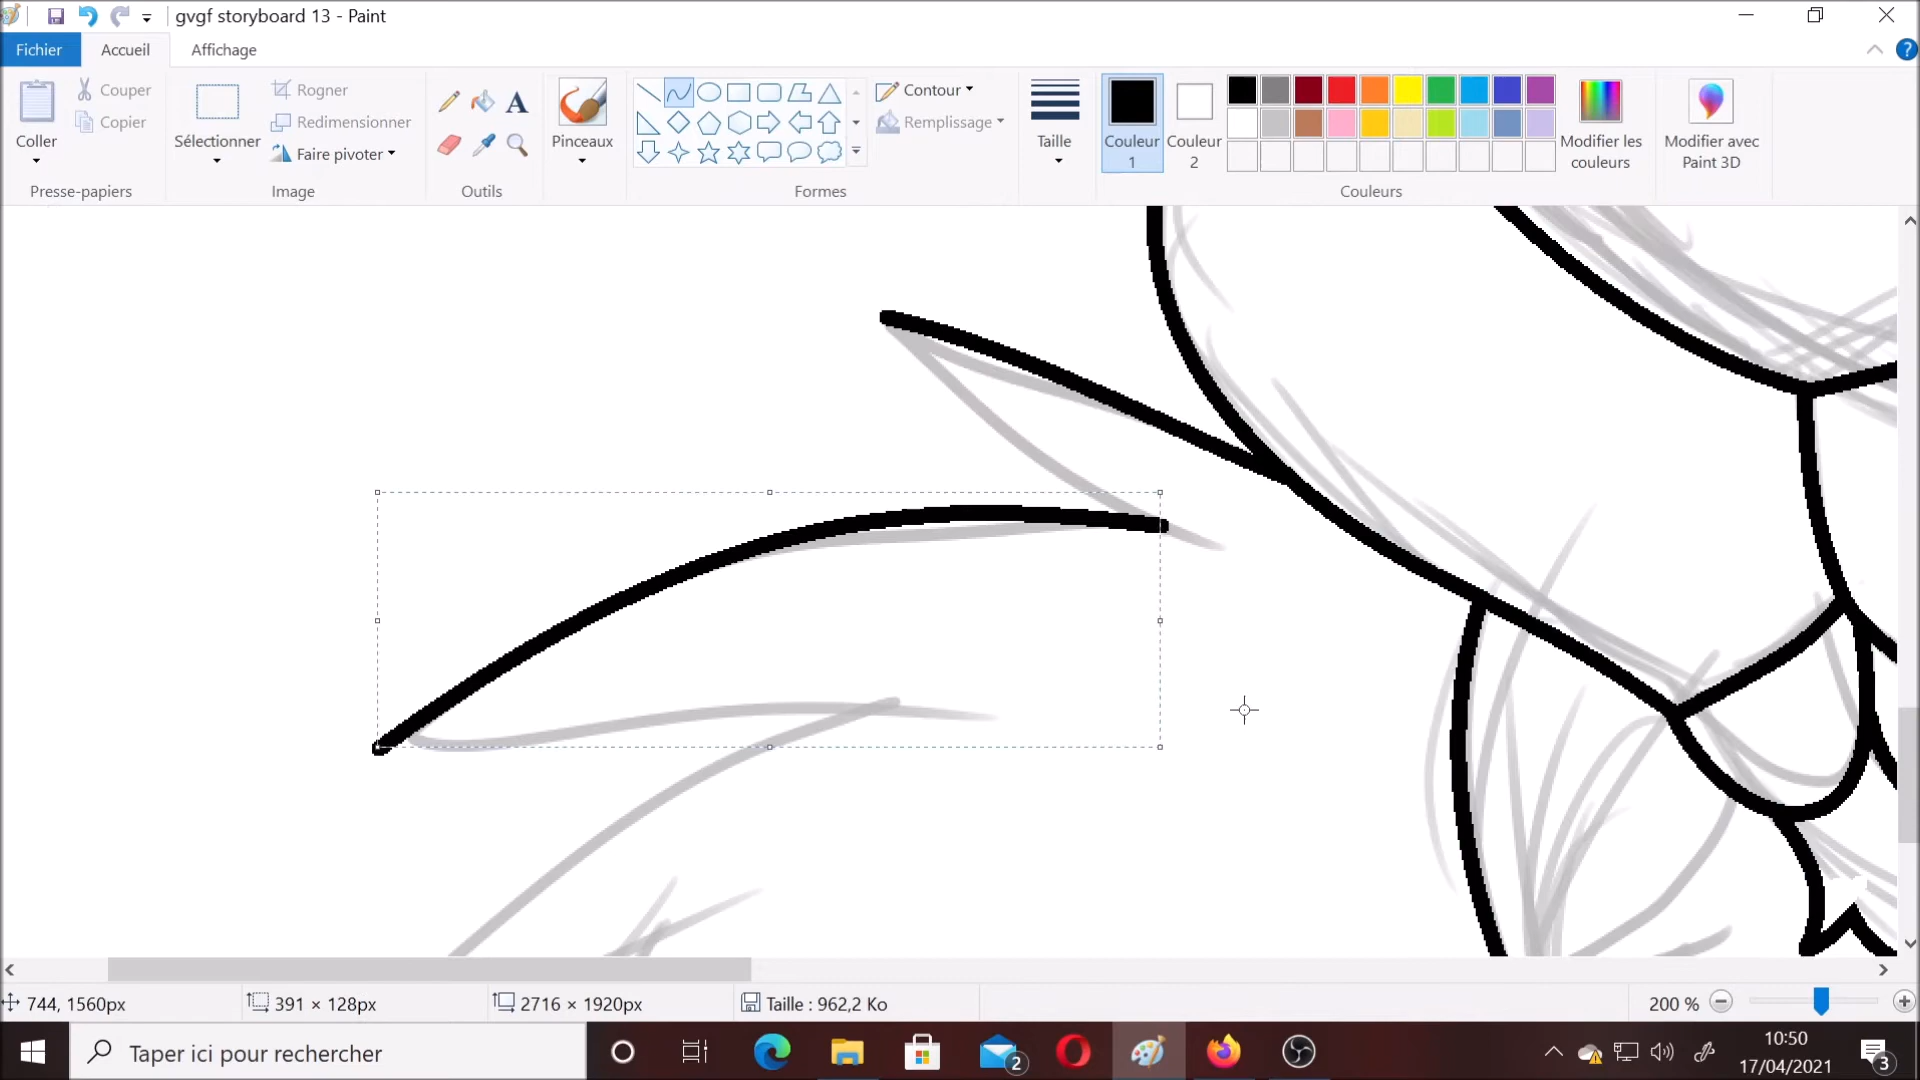 gvgf storyboard 13 - Paint
Fichier
Accueil
Affichage
Coller
Couper
Copier
Presse-papiers
Sélectionner
Rogner
Redimensionner
Faire pivoter
Image
A
Outils
Pinceaux
Formes
Contour
Remplissage
Taille
Couleur
1
Couleur
2
Couleurs
Modifier les
couleurs
Modifier avec
Paint 3D
?
744, 1560px
391 × 128px
2716 × 1920px
Taille : 962,2 Ko
200 %
Taper ici pour rechercher
2
10:50
17/04/2021
3